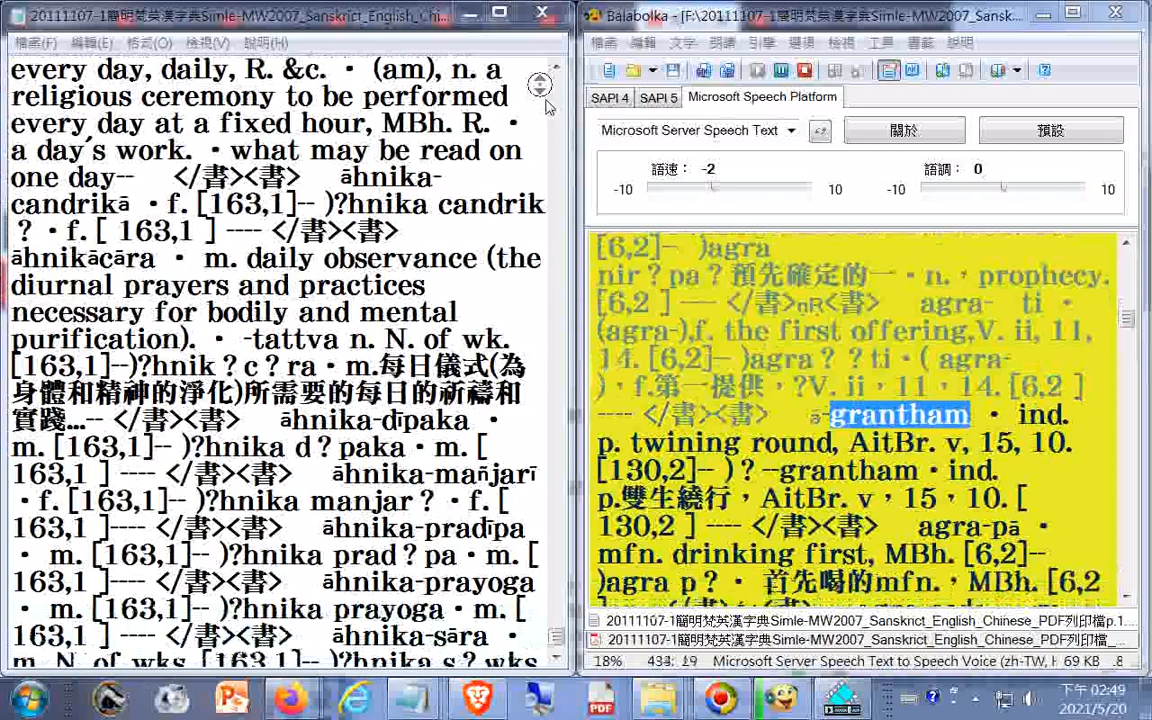 20111107-1簡明梵英漢字典Simle-MW2007_Sanskrict_English_Chi...
檔案(F) 編輯(E) 格式(O) 檢視(V) 說明(H)
every day, daily, R. &c. • (am), n. a
religious ceremony to be performed
every day at a fixed hour, MBh. R. •
a day′s work. • what may be read on
one day-- </書><書> āhnika-
candrikā • f. [163,1]-- )?hnika candrik
? • f. [ 163,1 ] ---- </書><書>
āhnikācāra • m. daily observance (the
diurnal prayers and practices
necessary for bodily and mental
purification). • -tattva n. N. of wk.
[163,1]--)?hnik ? c ? ra • m.每日儀式(為
身體和精神的淨化)所需要的每日的祈禱和
實踐... -- </書><書> āhnika-dīpaka •
m. [163,1]-- )?hnika d? paka • m. [
163,1] ---- </書><書> āhnika-mañjarī
• f. [163,1]-- )?hnika manjar ? • f. [
163,1 ]---- </書><書> āhnika-pradīpa
• m. [163,1]-- )?hnika prad ? pa • m. [
163,1 ]---- </書><書> āhnika-prayoga
• m. [163,1]-- )?hnika prayoga • m. [
163,1 ] ---- </書><書> āhnika-sāra •
m. N. of wks [163,1]-- )?hnika s ? wks
Balabolka - [F:\20111107-1簡明梵英漢字典Simle-MW2007_Sansk...
檔案 編輯 文字 朗讀 引擎 選項 檢視 工具 書籤 說明
SAPI 4 SAPI 5 Microsoft Speech Platform
Microsoft Server Speech Text 關於 預設
語速： -2 語調： 0
-10 10 -10 10
[6,2]-- )agra
nir ? pa ? 預先確定的一 • n. ，prophecy.
[6,2 ] ---- </書>nR<書> agra- ti •
(agra-),f. the first offering,V. ii, 11,
14. [6,2]-- )agra ? ? ti • ( agra-
)，f.第一提供，?V. ii，11，14. [6,2 ]
---- </書><書> ā-grantham • ind.
p. twining round, AitBr. v, 15, 10.
[130,2]-- ) ? -grantham • ind.
p.雙生繞行，AitBr. v，15，10. [
130,2 ] ---- </書><書> agra-pā •
mfn. drinking first, MBh. [6,2]--
)agra p ? • 首先喝的mfn.，MBh. [6,2
20111107-1簡明梵英漢字典Simle-MW2007_Sanskrict_English_Chinese_PDF列印檔p.1...
20111107-1簡明梵英漢字典Simle-MW2007_Sanskrict_English_Chinese_PDF列印檔...
18% 434: 19 Microsoft Server Speech Text to Speech Voice (zh-TW, H 69 KB .8
下午 02:49
2021/5/20